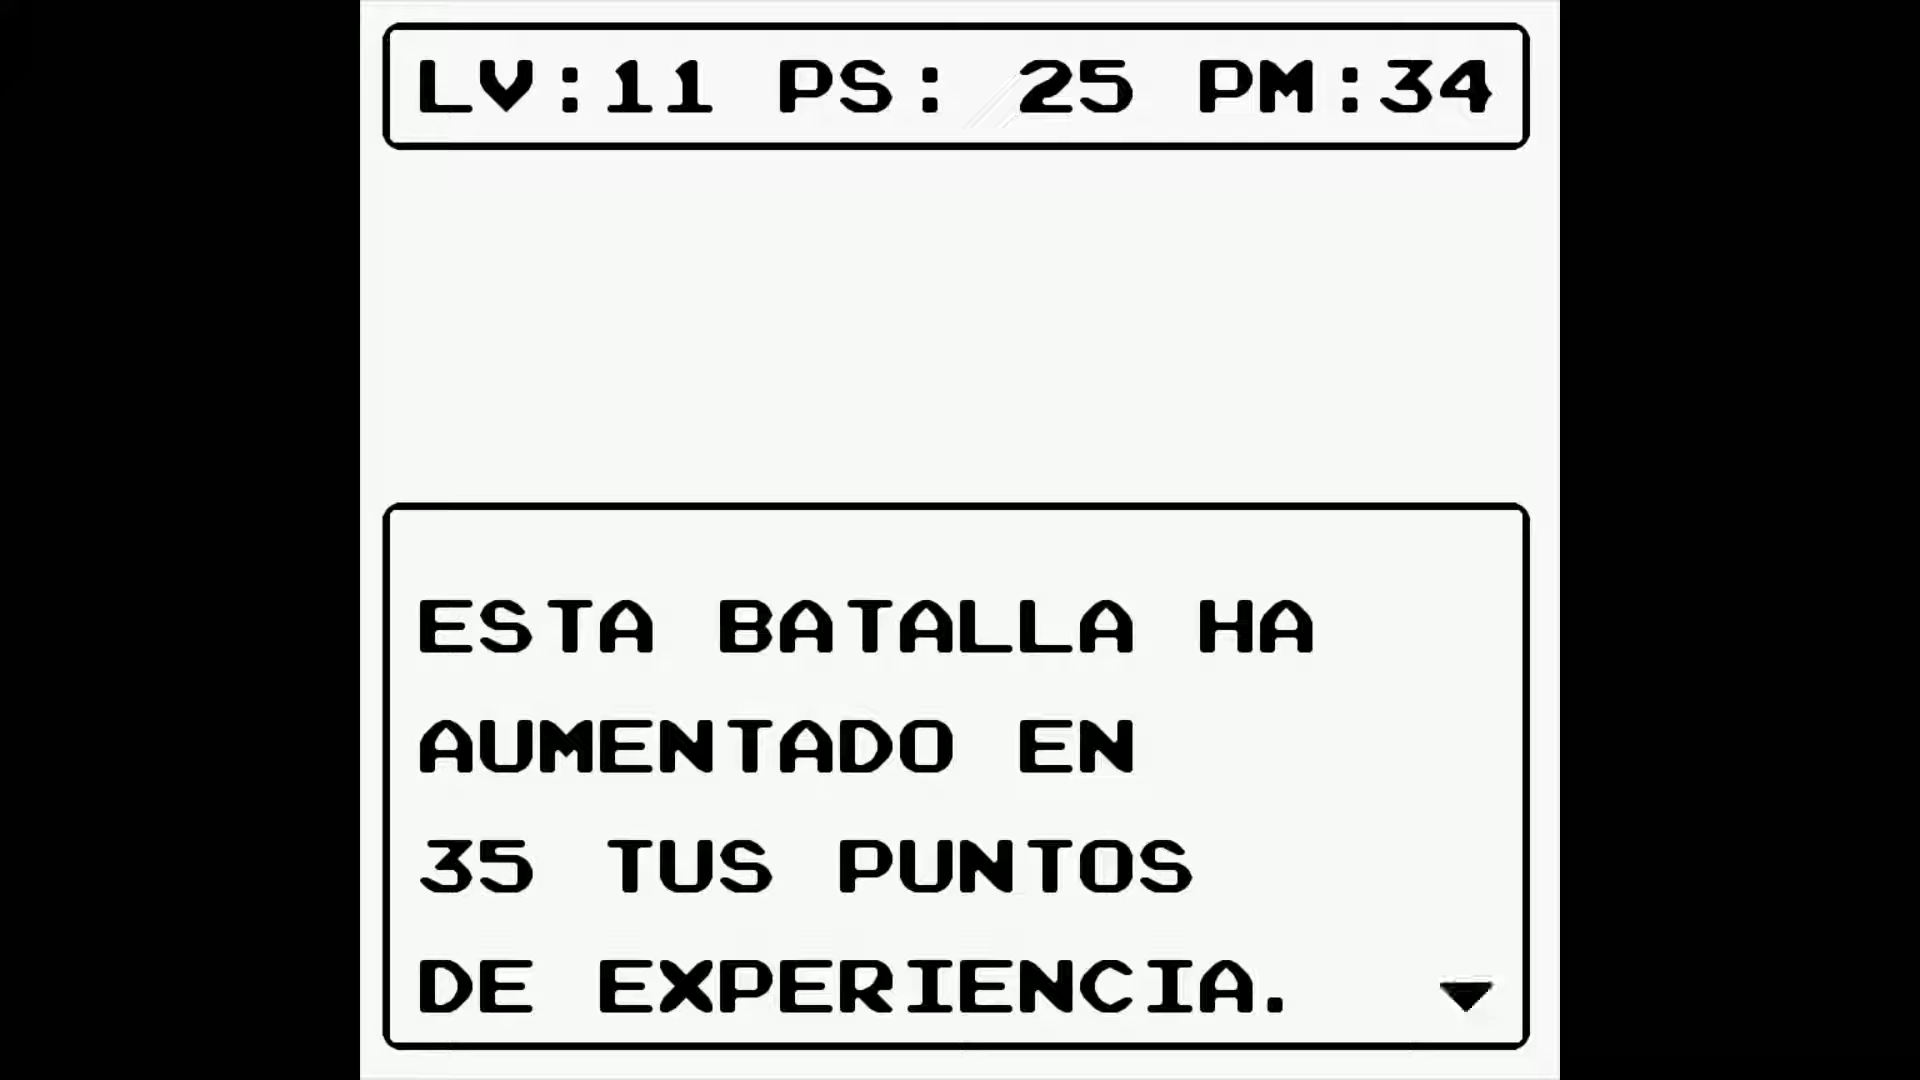 LV:11 PS: 25 PM:34
ESTA BATALLA HA
AUMENTADO EN
35 TUS PUNTOS
DE EXPERIENCIA.